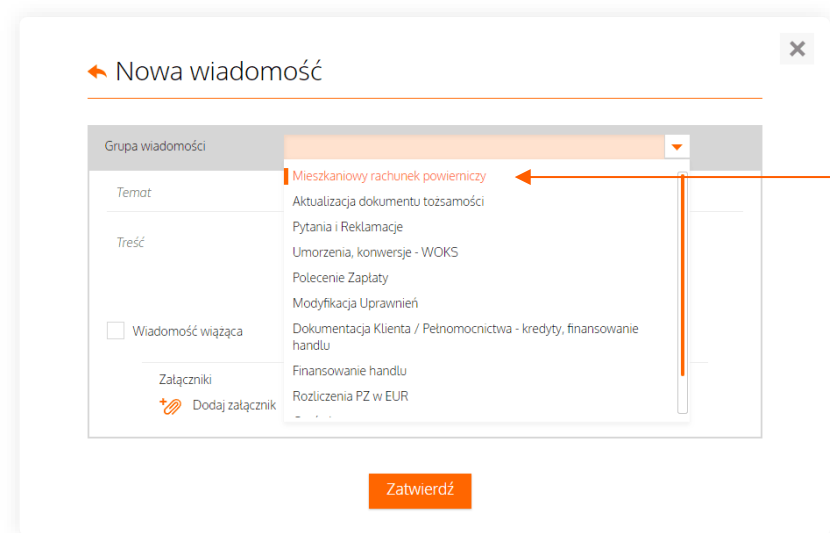 Nowa wiadomość
Grupa wiadomości
Mieszkaniowy rachunek powierniczy
Temat
Aktualizacja dokumentu tożsamości
Pytania i Reklamacje
Treść
Umorzenia, konwersje - WOKS
Polecenie Zapłaty
Modyfikacja Uprawnień
Wiadomość wiążąca
Dokumentacja Klienta / Pełnomocnictwa - kredyty, finansowanie
handlu
Finansowanie handlu
Załączniki
Rozliczenia PZ w EUR
Dodaj załącznik
Zatwierdź